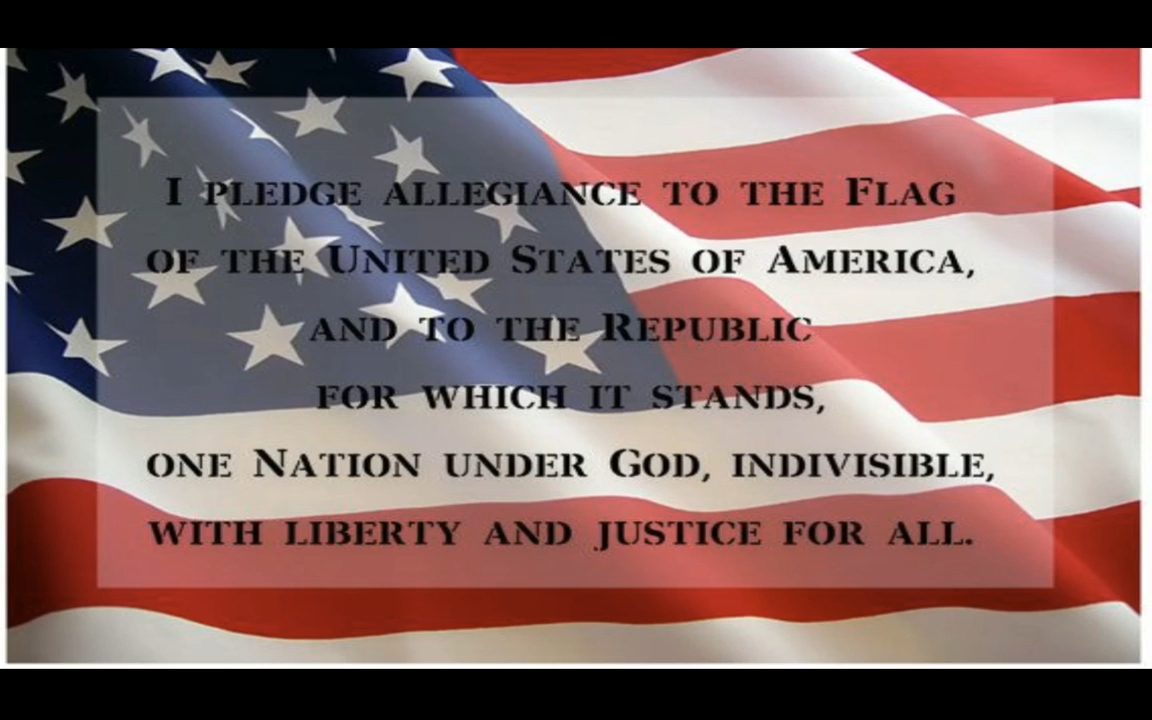 I PLEDGE ALLEGIANCE TO THE FLAG
OF THE UNITED STATES OF AMERICA,
AND TO THE REPUBLIC
FOR WHICH IT STANDS,
ONE NATION UNDER GOD, INDIVISIBLE,
WITH LIBERTY AND JUSTICE FOR ALL.